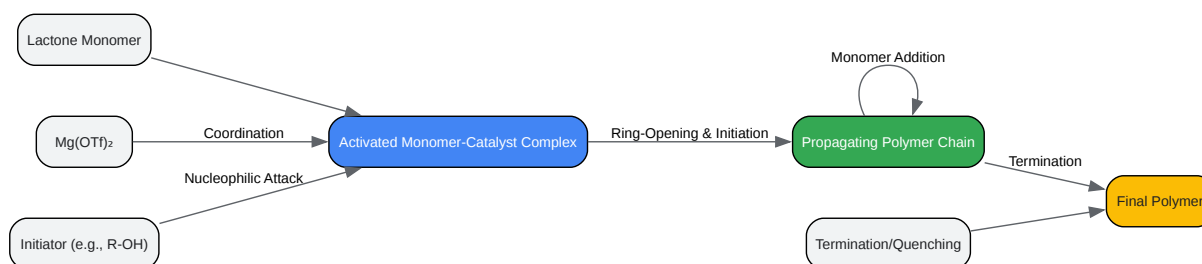 Lactone Monomer
Monomer Addition
Coordination
Ring-Opening & Initiation
Mg(OTf)₂
Activated Monomer-Catalyst Complex
Propagating Polymer Chain
Termination
Nucleophilic Attack
Final Polymer
Initiator (e.g., R-OH)
Termination/Quenching